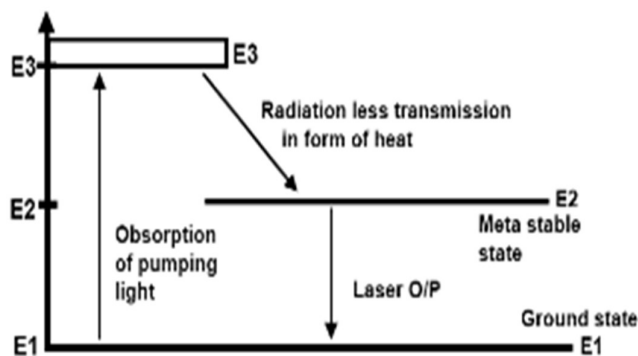 E3
E3
Radiation less transmission
in form of heat
E2
E2
Meta stable
state
Obsorption
of pumping
light
Laser O/P
Ground state
E1
E1